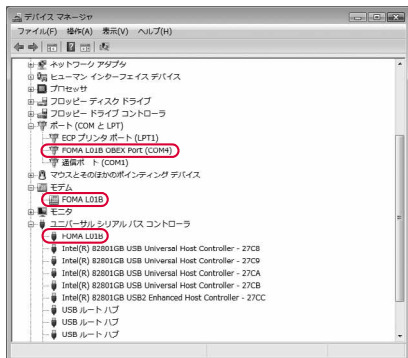 デバイス マネージャ
ファイル(F) 操作(A) 表示(V) ヘルプ(H)
ネットワーク アダプタ
ヒューマン インターフェイス デバイス
プロセッサ
フロッピー ディスク ドライブ
フロッピー ドライブ コントローラ
ポート (COM と LPT)
ECP プリンタ ポート (LPT1)
FOMA L01B OBEX Port (COM4)
通信ポート (COM1)
マウスとそのほかのポインティング デバイス
モデム
FOMA L01B
モニタ
ユニバーサル シリアル バス コントローラ
FOMA L01B
Intel(R) 82801GB USB Universal Host Controller - 27C8
Intel(R) 82801GB USB Universal Host Controller - 27C9
Intel(R) 82801GB USB Universal Host Controller - 27CA
Intel(R) 82801GB USB Universal Host Controller - 27CB
Intel(R) 82801GB USB2 Enhanced Host Controller - 27CC
USB ルート ハブ
USB ルート ハブ
USB ルート ハブ